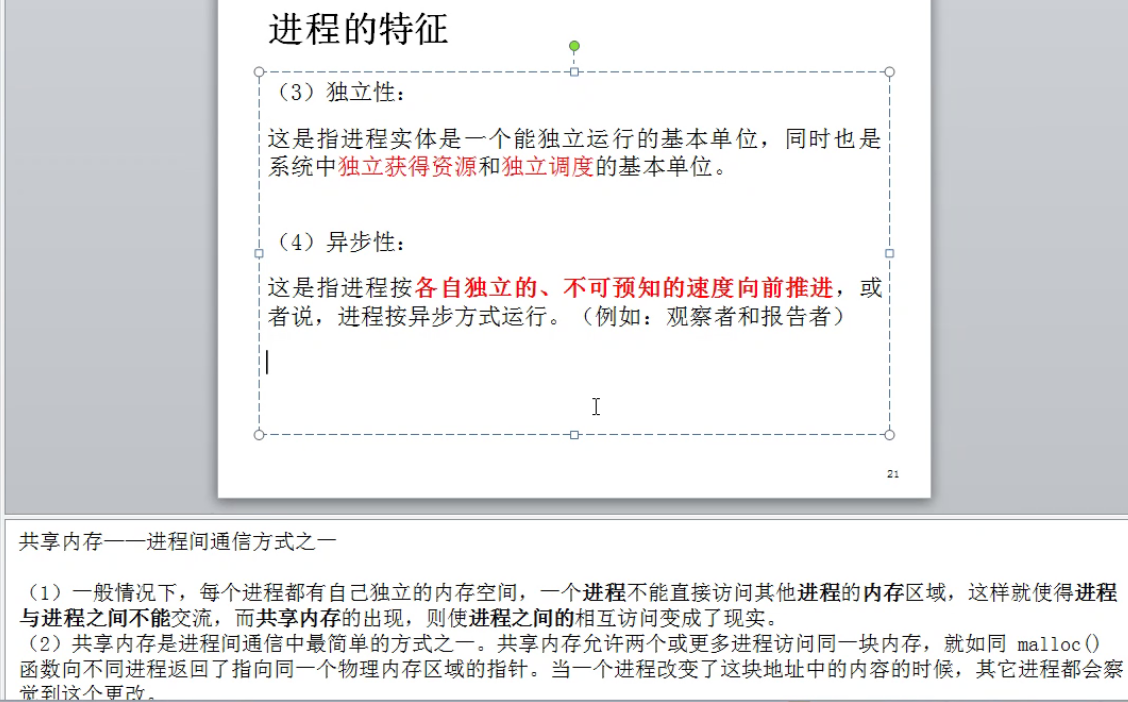 进程的特征
（3）独立性：
这是指进程实体是一个能独立运行的基本单位，同时也是
系统中独立获得资源和独立调度的基本单位。
（4）异步性：
这是指进程按各自独立的、不可预知的速度向前推进，或
者说，进程按异步方式运行。（例如：观察者和报告者）
21
共享内存——进程间通信方式之一
（1）一般情况下，每个进程都有自己独立的内存空间，一个进程不能直接访问其他进程的内存区域，这样就使得进程
与进程之间不能交流，而共享内存的出现，则使进程之间的相互访问变成了现实。
（2）共享内存是进程间通信中最简单的方式之一。共享内存允许两个或更多进程访问同一块内存，就如同 malloc()
函数向不同进程返回了指向同一个物理内存区域的指针。当一个进程改变了这块地址中的内容的时候，其它进程都会察
觉到这个更改。